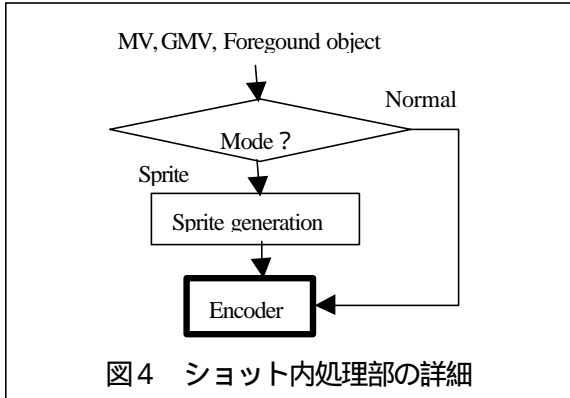 MV, GMV, Foregound object
Normal
Mode？
Sprite
Sprite generation
Encoder
図４　ショット内処理部の詳細